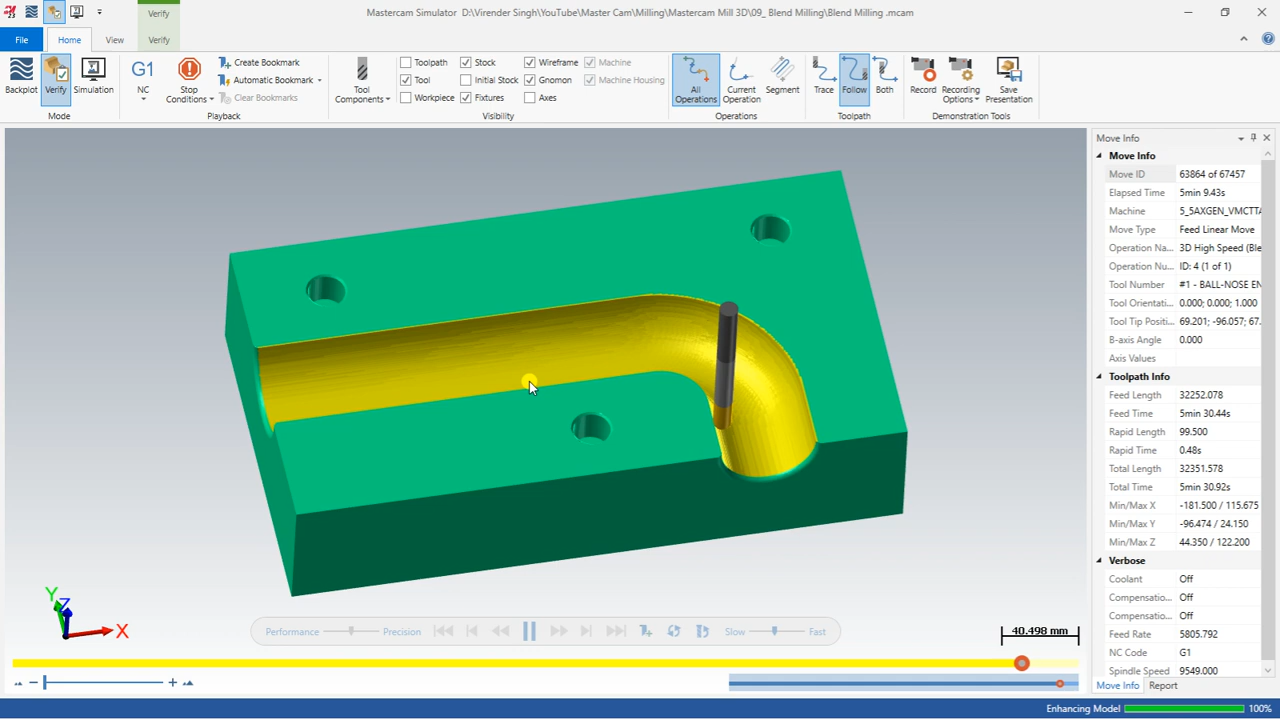 Verify
Mastercam Simulator D:\Virender Singh\YouTube\Master Cam\Milling\Mastercam Mill 3D\09_ Blend Milling\Blend Milling .mcam
File
Home
View
Verify
Backplot
Verify
Simulation
Mode
G1
NC
Stop
Conditions
Create Bookmark
Automatic Bookmark
Clear Bookmarks
Playback
Tool
Components
Toolpath
Stock
Wireframe
Machine
Tool
Initial Stock
Gnomon
Machine Housing
Workpiece
Fixtures
Axes
Visibility
All
Operations
Current
Operation
Segment
Operations
Trace
Follow
Both
Toolpath
Record
Recording
Options
Save
Presentation
Demonstration Tools
Move Info
Move Info
Move ID 63864 of 67457
Elapsed Time 5min 9.43s
Machine 5_5AXGEN_VMCTTA
Move Type Feed Linear Move
Operation Na... 3D High Speed (Ble
Operation Nu... ID: 4 (1 of 1)
Tool Number #1 - BALL-NOSE EN
Tool Orientati... 0.000; 0.000; 1.000
Tool Tip Positi... 69.201; -96.057; 67.
B-axis Angle 0.000
Axis Values
Toolpath Info
Feed Length 32252.078
Feed Time 5min 30.44s
Rapid Length 99.500
Rapid Time 0.48s
Total Length 32351.578
Total Time 5min 30.92s
Min/Max X -181.500 / 115.675
Min/Max Y -96.474 / 24.150
Min/Max Z 44.350 / 122.200
Verbose
Coolant Off
Compensatio... Off
Compensatio... Off
Feed Rate 5805.792
NC Code G1
Spindle Speed 9549.000
Move Info Report
Y
Z
X
Performance Precision
Slow Fast
40.498 mm
Enhancing Model 100%